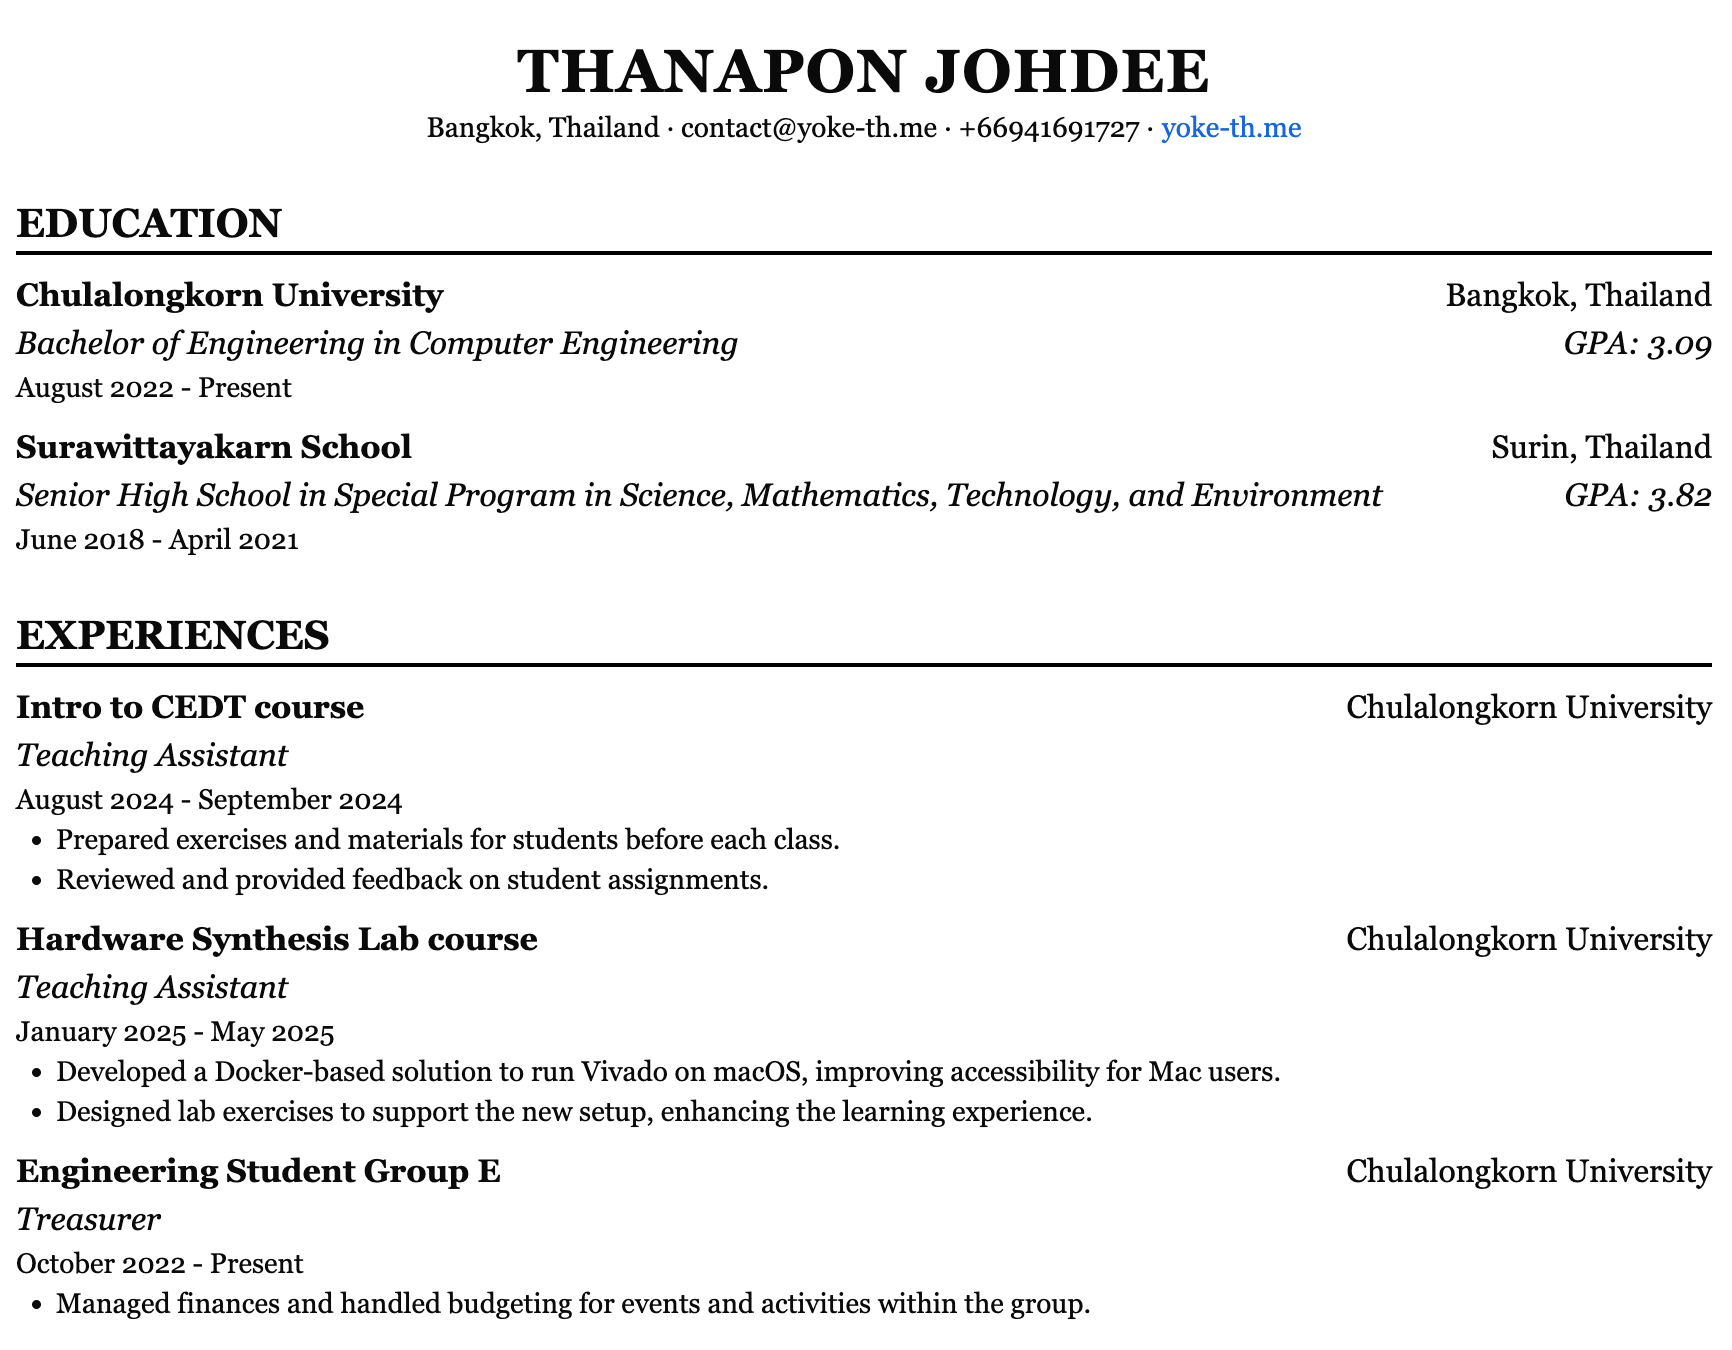 THANAPON JOHDEE
Bangkok, Thailand · contact@yoke-th.me · +66941691727 · yoke-th.me
EDUCATION
Chulalongkorn University Bangkok, Thailand
Bachelor of Engineering in Computer Engineering GPA: 3.09
August 2022 - Present
Surawittayakarn School Surin, Thailand
Senior High School in Special Program in Science, Mathematics, Technology, and Environment GPA: 3.82
June 2018 - April 2021
EXPERIENCES
Intro to CEDT course Chulalongkorn University
Teaching Assistant
August 2024 - September 2024
• Prepared exercises and materials for students before each class.
• Reviewed and provided feedback on student assignments.
Hardware Synthesis Lab course Chulalongkorn University
Teaching Assistant
January 2025 - May 2025
• Developed a Docker-based solution to run Vivado on macOS, improving accessibility for Mac users.
• Designed lab exercises to support the new setup, enhancing the learning experience.
Engineering Student Group E Chulalongkorn University
Treasurer
October 2022 - Present
• Managed finances and handled budgeting for events and activities within the group.